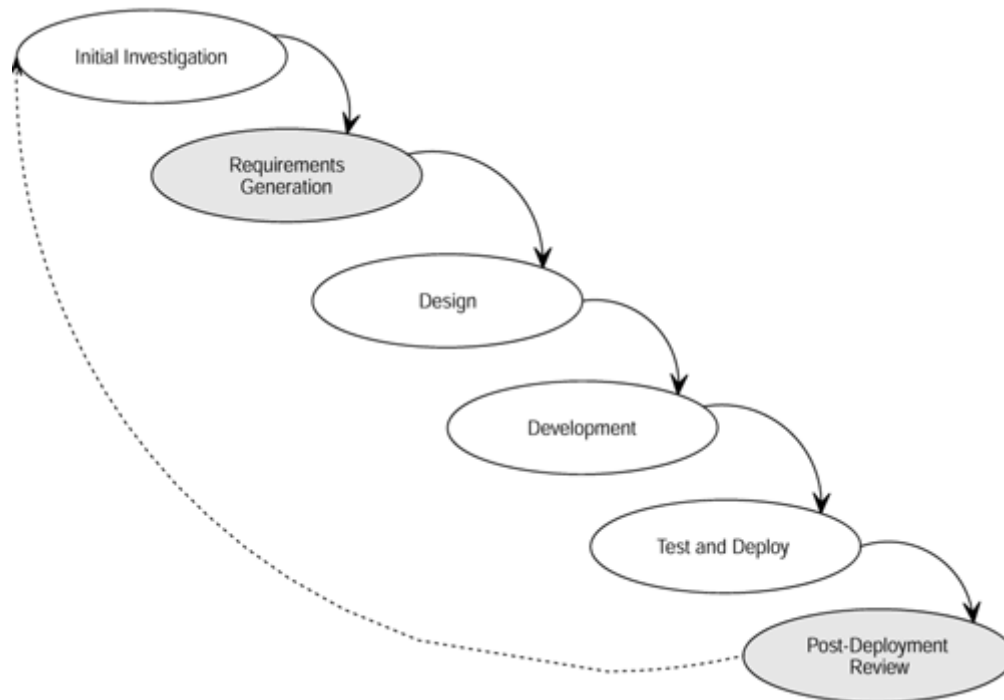 Initial Investigation
Requirements
Generation
Design
Development
Test and Deploy
Post-Deployment
Review